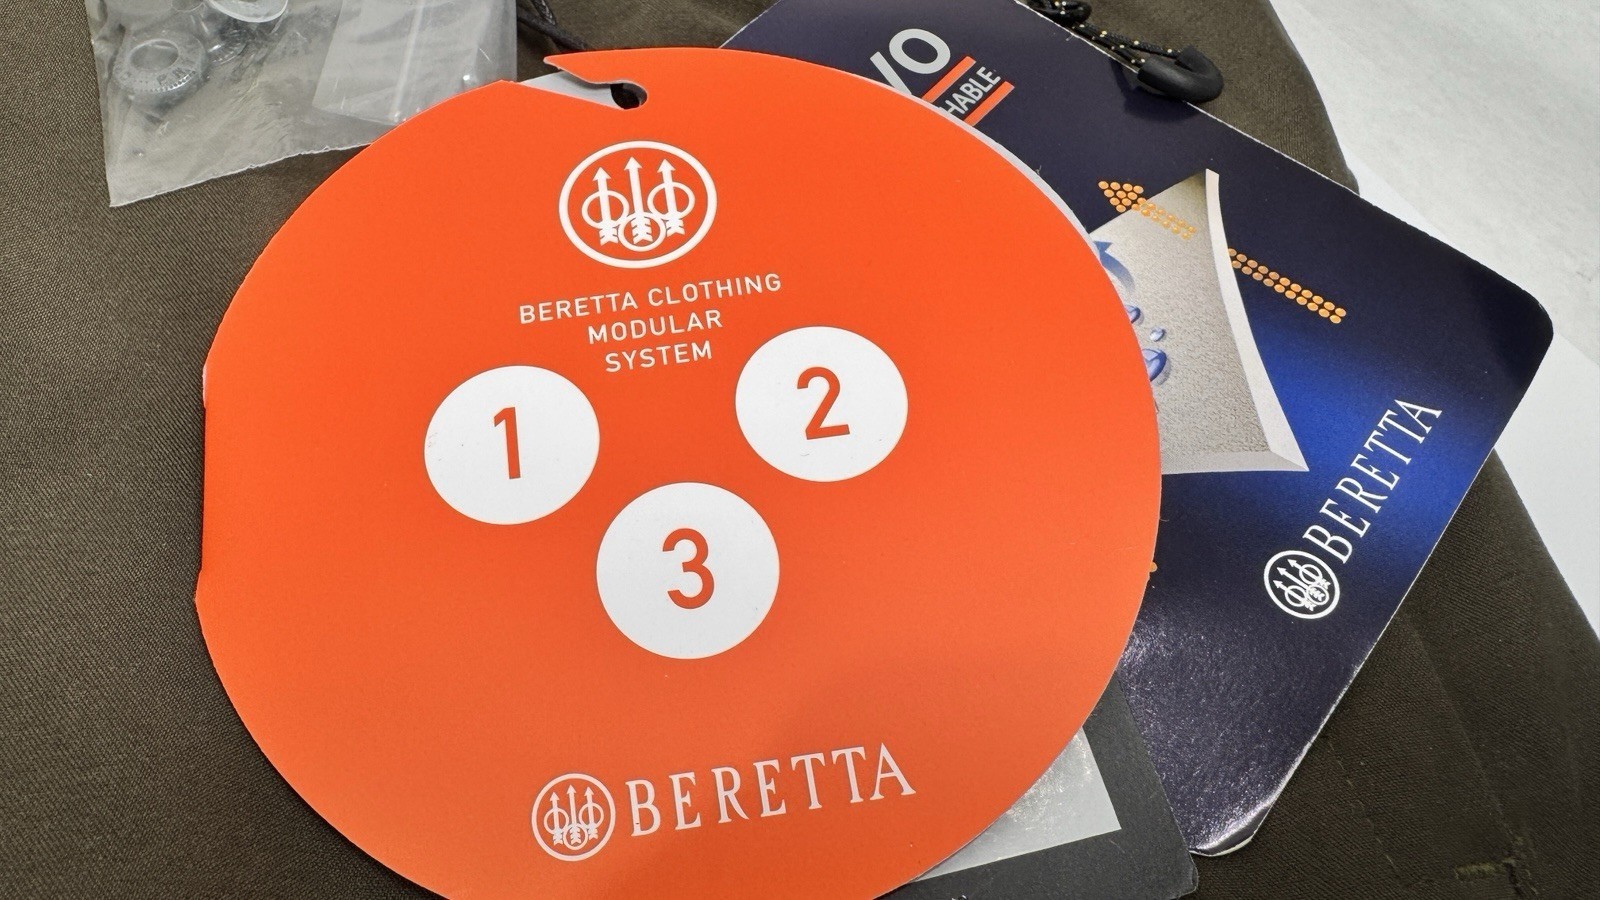 BERETTA CLOTHING
MODULAR
SYSTEM
1
2
3
BERETTA
BERETTA